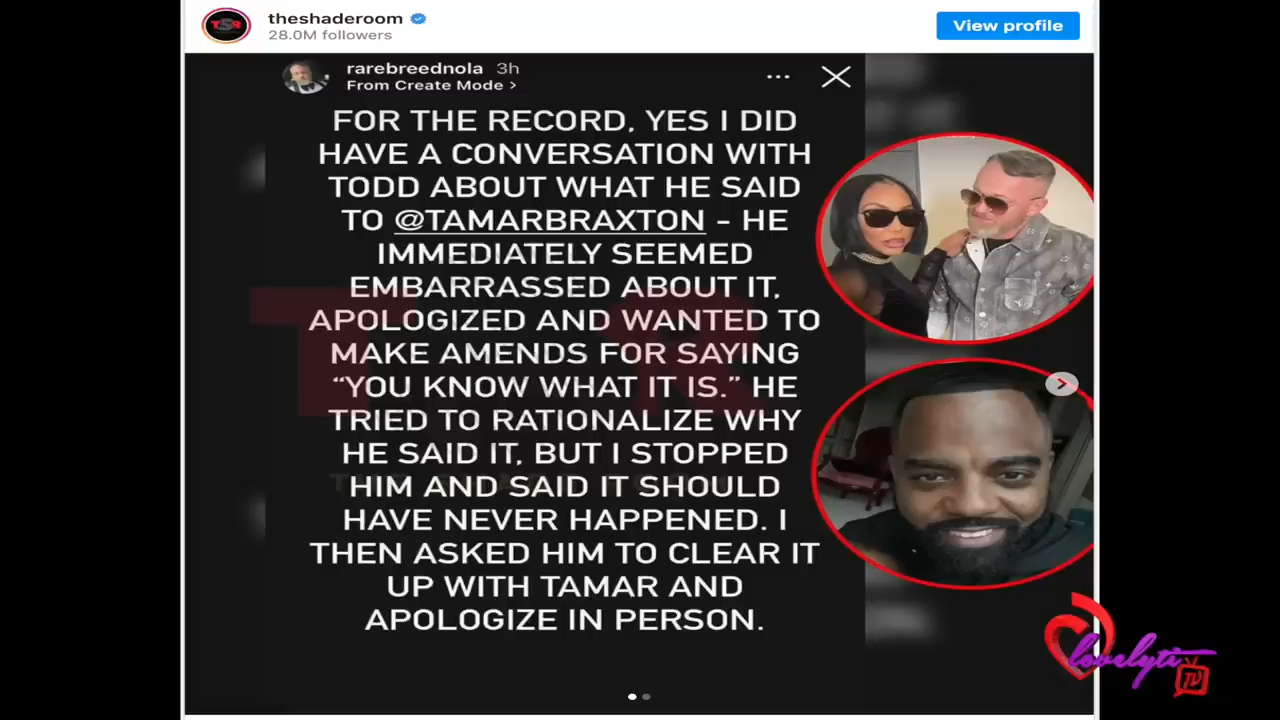 theshaderoom
28.0M followers
View profile
TSR
rarebreednola 3h
From Create Mode >
FOR THE RECORD, YES I DID
HAVE A CONVERSATION WITH
TODD ABOUT WHAT HE SAID
TO @TAMARBRAXTON - HE
IMMEDIATELY SEEMED
EMBARRASSED ABOUT IT,
APOLOGIZED AND WANTED TO
MAKE AMENDS FOR SAYING
“YOU KNOW WHAT IT IS.” HE
TRIED TO RATIONALIZE WHY
HE SAID IT, BUT I STOPPED
HIM AND SAID IT SHOULD
HAVE NEVER HAPPENED. I
THEN ASKED HIM TO CLEAR IT
UP WITH TAMAR AND
APOLOGIZE IN PERSON.
lovelyti
TV